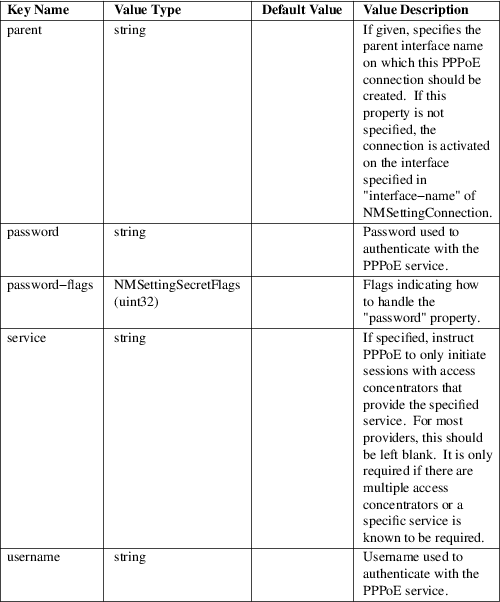 Key Name Value Type Default Value Value Description
parent string If given, specifies the
parent interface name
on which this PPPoE
connection should be
created. If this
property is not
specified, the
connection is activated
on the interface
specified in
"interface−name" of
NMSettingConnection.
password string Password used to
authenticate with the
PPPoE service.
password−flags NMSettingSecretFlags Flags indicating how
(uint32) to handle the
"password" property.
service string If specified, instruct
PPPoE to only initiate
sessions with access
concentrators that
provide the specified
service. For most
providers, this should
be left blank. It is only
required if there are
multiple access
concentrators or a
specific service is
known to be required.
username string Username used to
authenticate with the
PPPoE service.